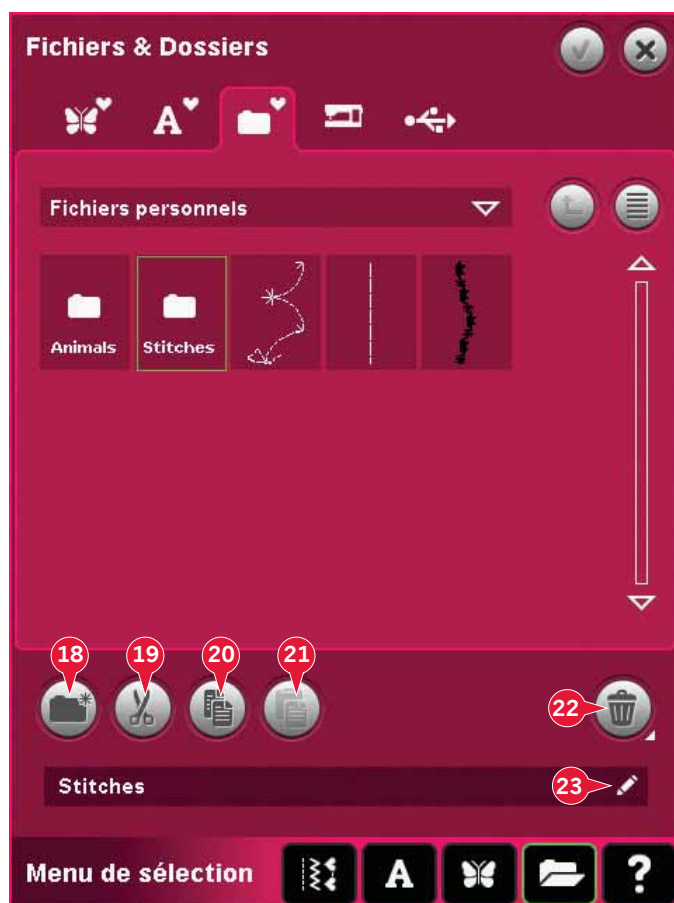 Fichiers & Dossiers
A
Fichiers personnels
Animals Stitches
18 19 20 21
22
Stitches 23
Menu de sélection A ?